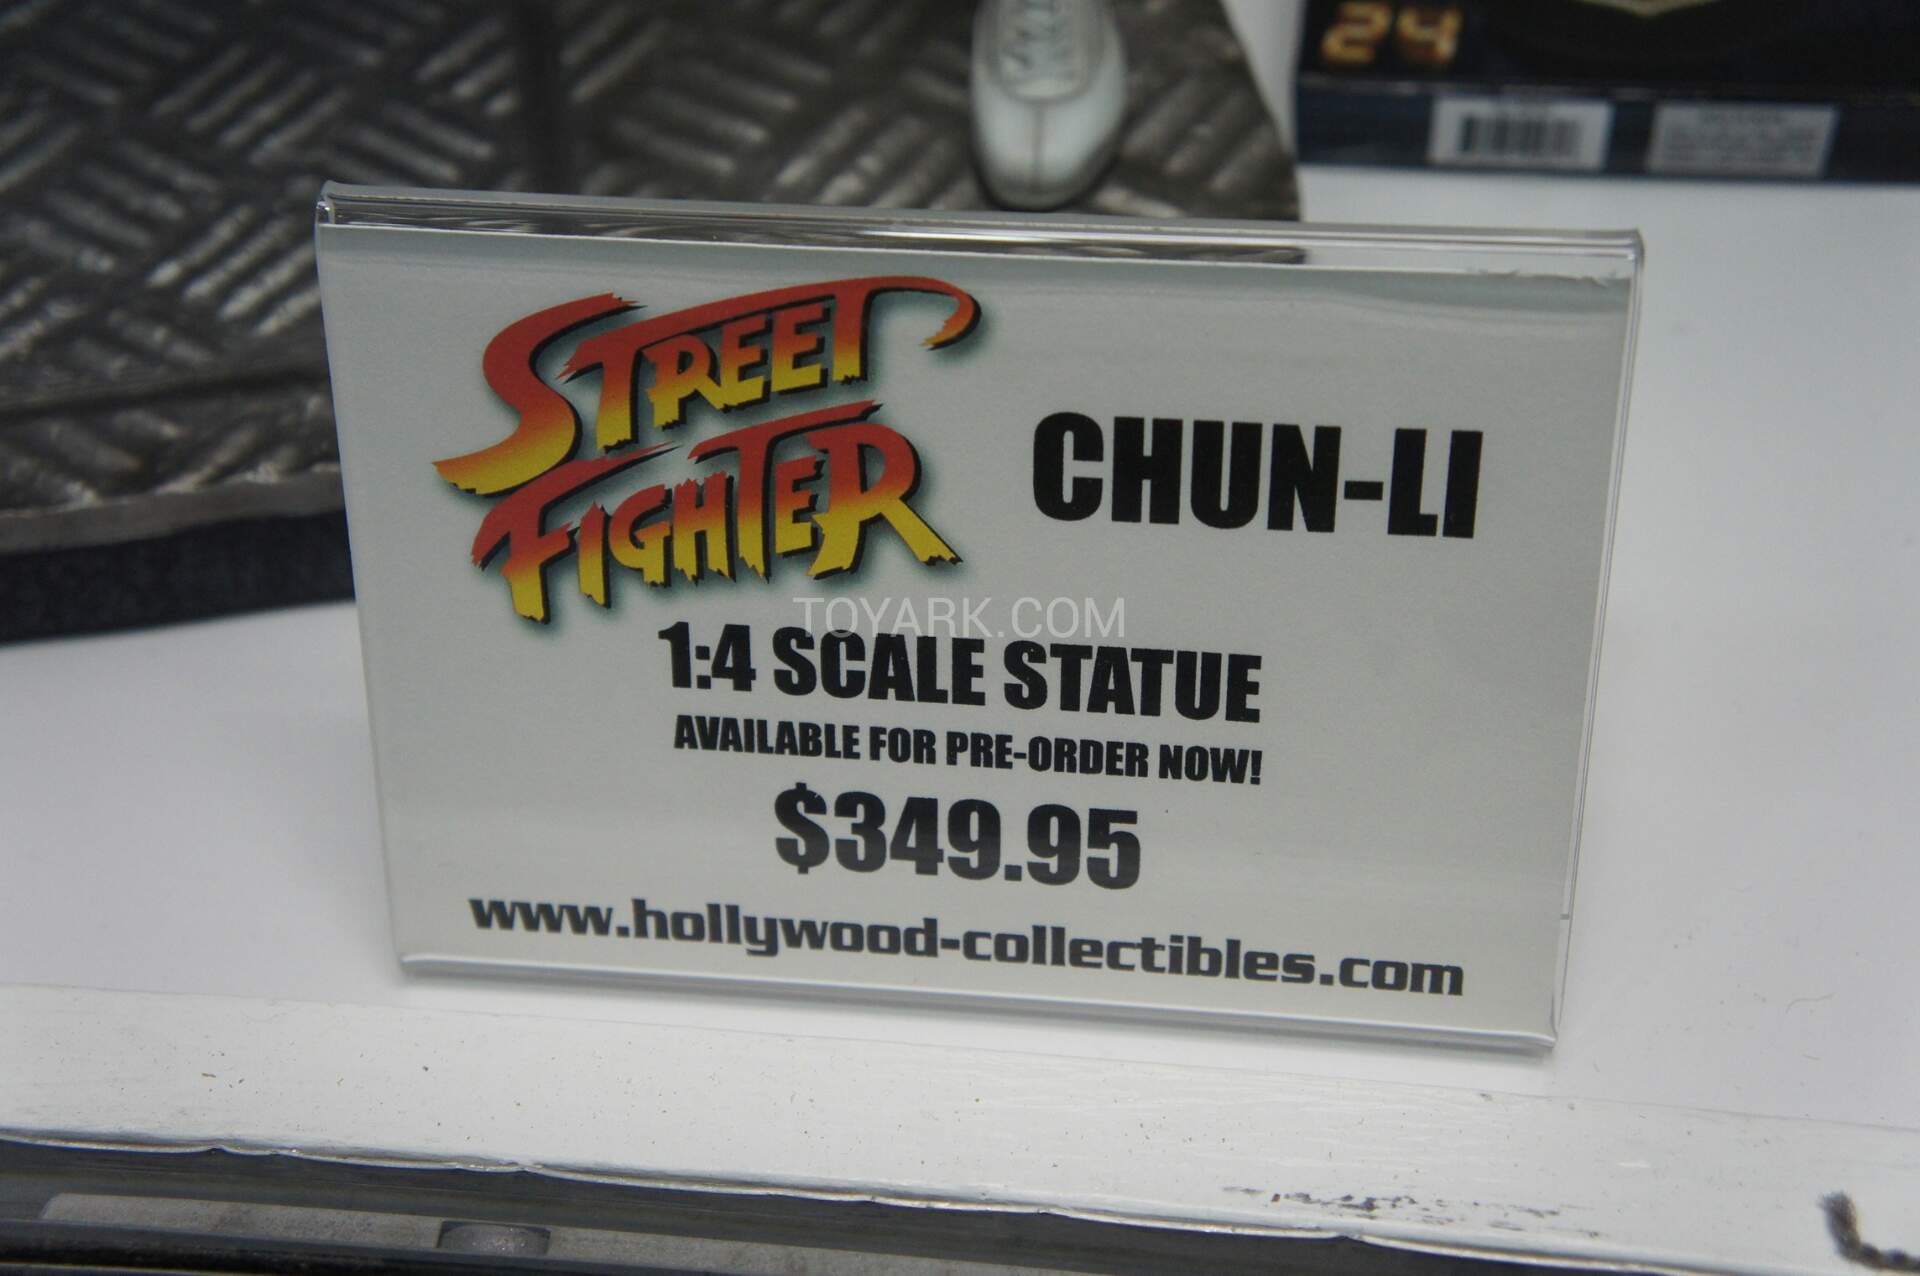 24
STREET
FIGHTER
CHUN-LI
TOYARK.COM
1:4 SCALE STATUE
AVAILABLE FOR PRE-ORDER NOW!
$349.95
www.hollywood-collectibles.com